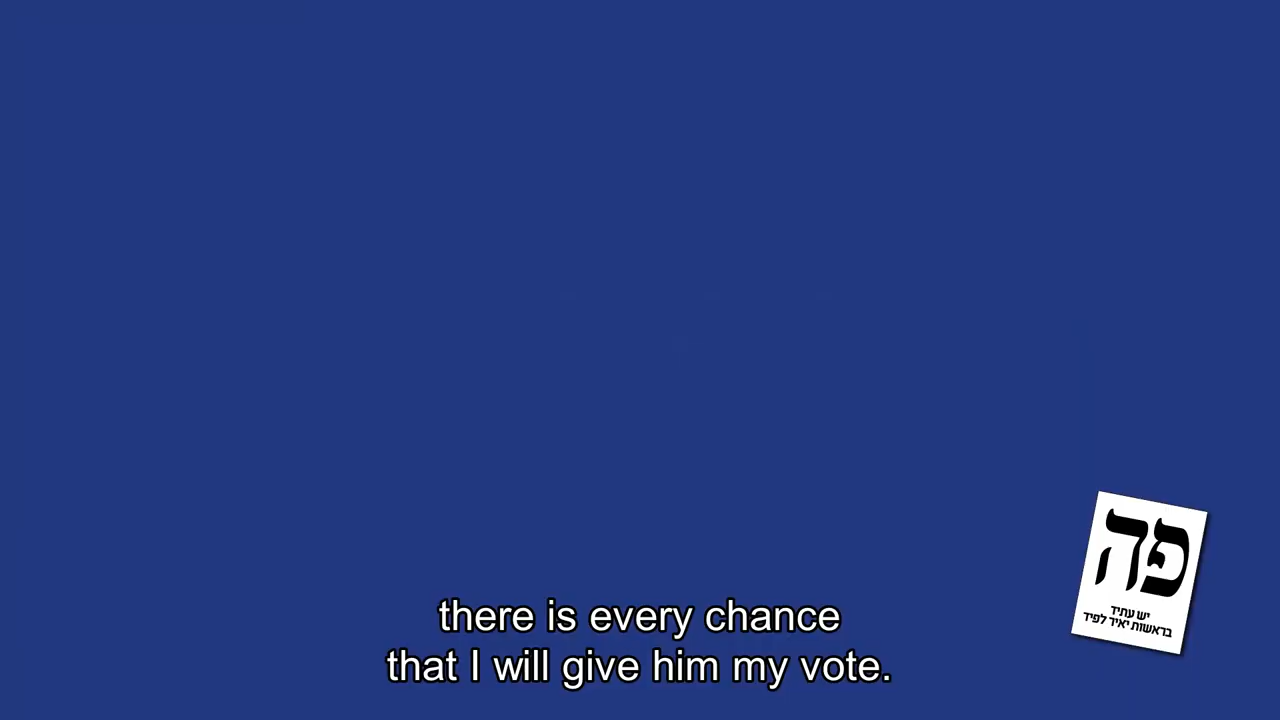 פה
יש עתיד
בראשות יאיר לפיד
there is every chance
that I will give him my vote.